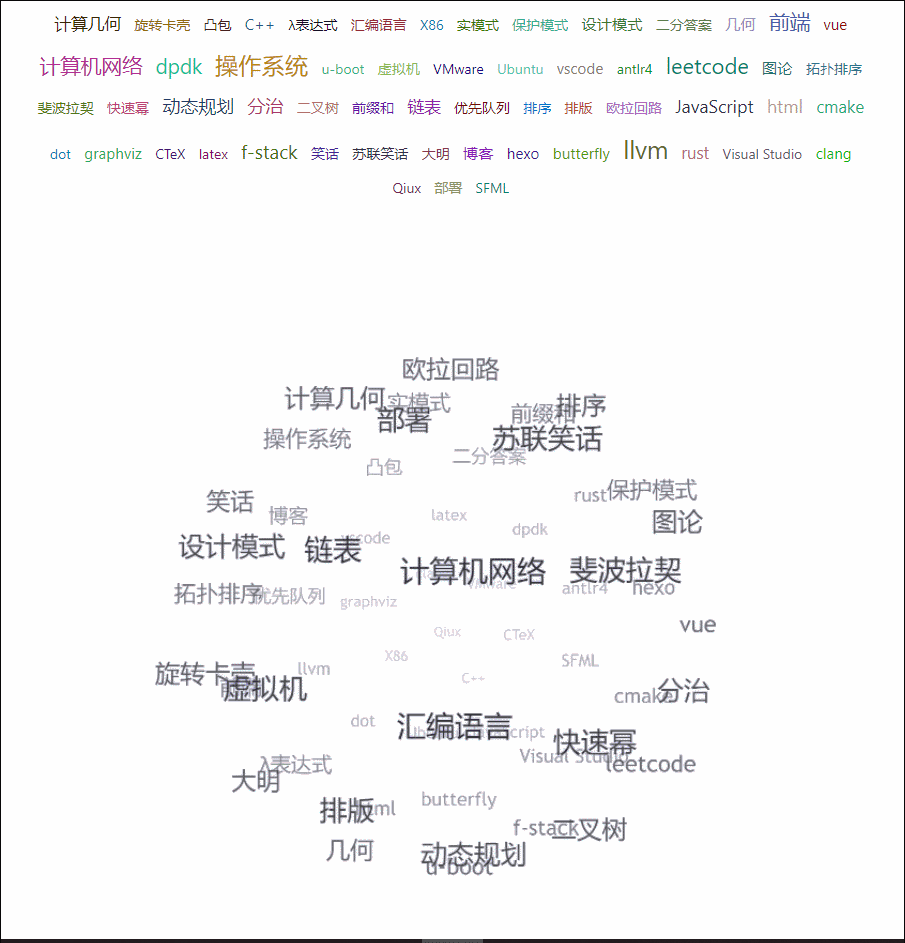 计算几何 旋转卡壳 凸包 C++ λ表达式 汇编语言 X86 实模式 保护模式 设计模式 二分答案 几何 前端 vue
计算机网络 dpdk 操作系统 u-boot 虚拟机 VMware Ubuntu vscode antlr4 leetcode 图论 拓扑排序
斐波拉契 快速幂 动态规划 分治 二叉树 前缀和 链表 优先队列 排序 排版 欧拉回路 JavaScript html cmake
dot graphviz CTeX latex f-stack 笑话 苏联笑话 大明 博客 hexo butterfly llvm rust Visual Studio clang
Qiux 部署 SFML
欧拉回路
计算几何 实模式 前缀和 排序
部署
操作系统 苏联笑话
凸包 二分答案
笑话 rust 保护模式
博客 latex 图论
dpdk
设计模式 链表 vscode
计算机网络 斐波拉契
拓扑排序 优先队列 VMware antlr4 hexo
graphviz
Qiux CTeX vue
X86 SFML
旋转卡壳 llvm C++
前端 虚拟机 cmake 分治
dot 汇编语言 Ubuntu JavaScript
快速幂
λ表达式 Visual Studio leetcode
大明
排版 html butterfly
f-stack 二叉树
几何 动态规划
u-boot